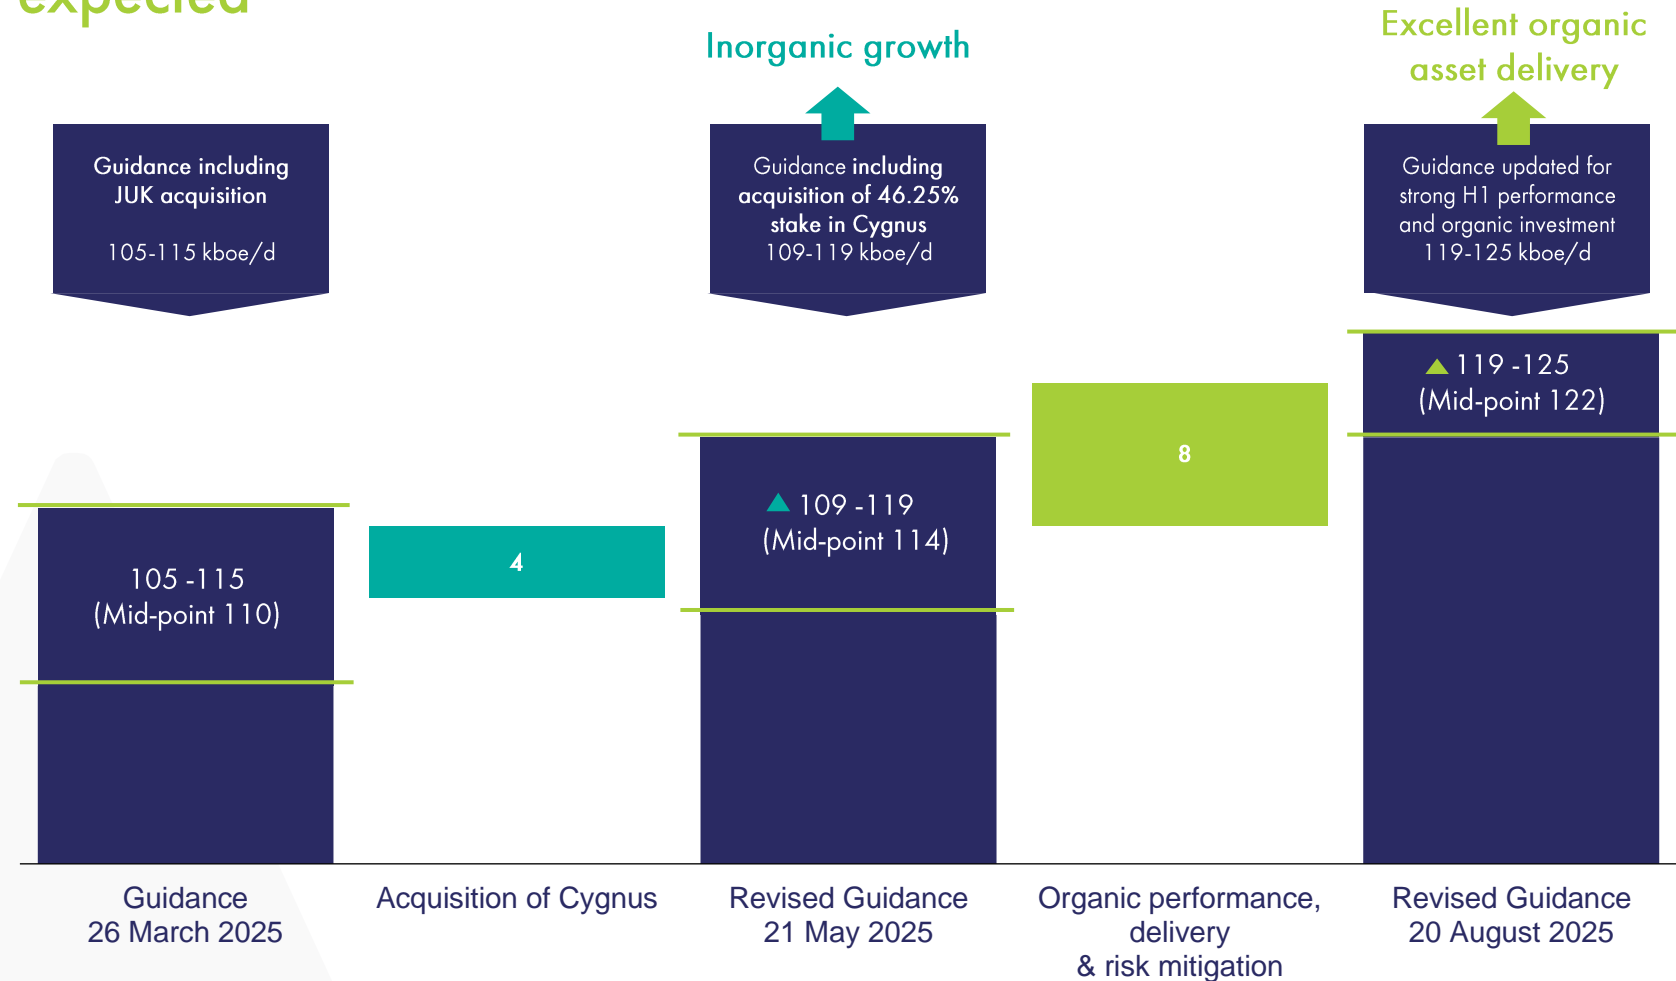 expected
Inorganic growth
Excellent organic
asset delivery
Guidance including
JUK acquisition
105-115 kboe/d
Guidance including
acquisition of 46.25%
stake in Cygnus
109-119 kboe/d
Guidance updated for
strong H1 performance
and organic investment
119-125 kboe/d
105 -115
(Mid-point 110)
4
109 -119
(Mid-point 114)
8
119 -125
(Mid-point 122)
Guidance
26 March 2025
Acquisition of Cygnus
Revised Guidance
21 May 2025
Organic performance,
delivery
& risk mitigation
Revised Guidance
20 August 2025